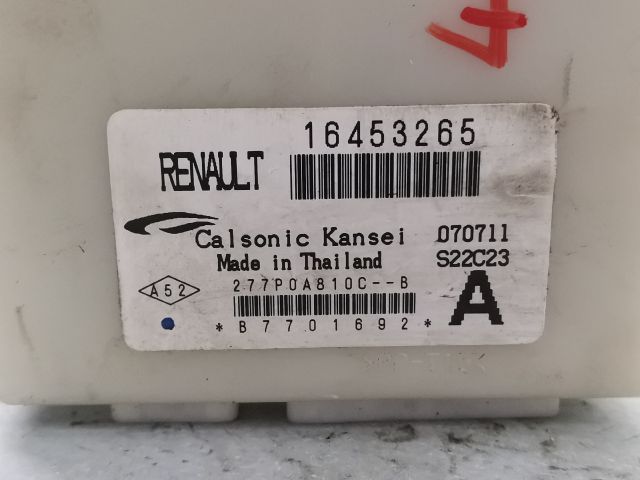 16453265
RENAULT
Calsonic Kansei 070711
Made in Thailand S22C23
A52 277P0A810C--B A
*B7701692*